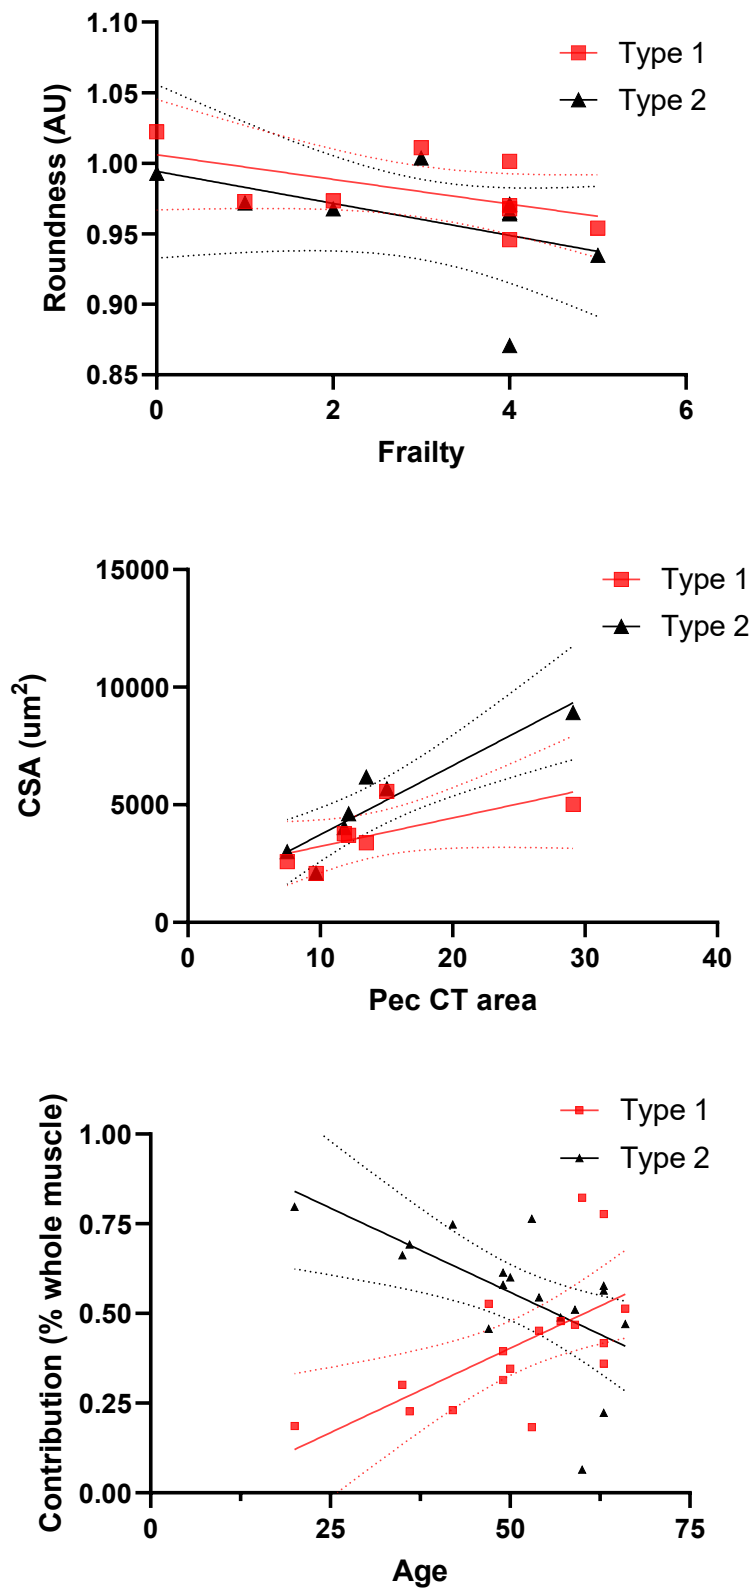 1.10
1.05
1.00
0.95
0.90
0.85
Roundness (AU)
Type 1
Type 2
0 2 4 6
Frailty
15000
10000
5000
0
CSA (um²)
Type 1
Type 2
0 10 20 30 40
Pec CT area
1.00
0.75
0.50
0.25
0.00
Contribution (% whole muscle)
Type 1
Type 2
0 25 50 75
Age